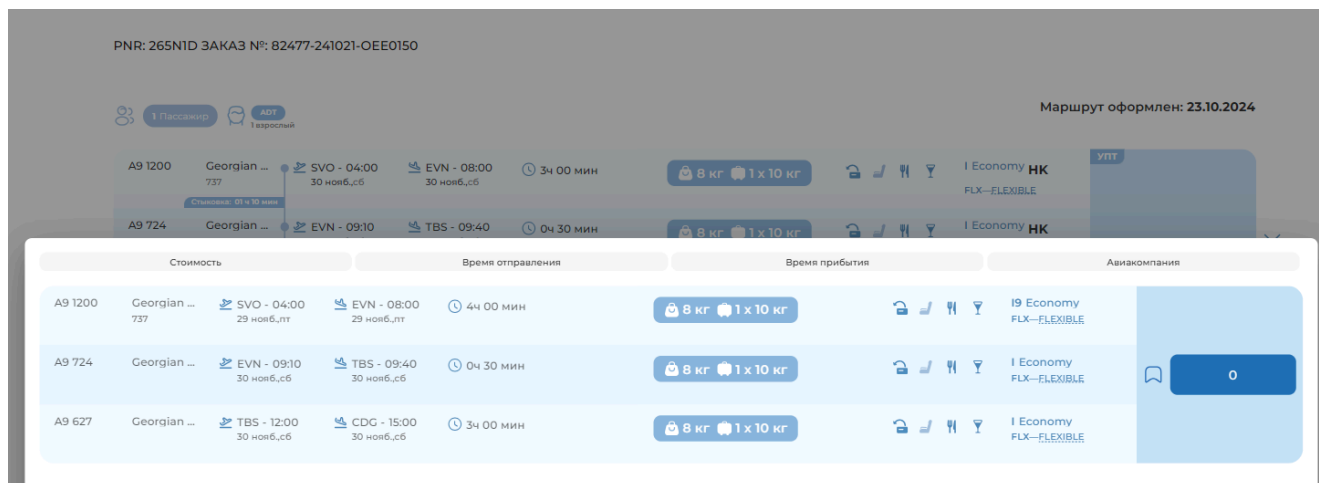 PNR: 265N1D ЗАКАЗ №: 82477-241021-OEE0150
1 Пассажир ADT
1 взрослый
Маршрут оформлен: 23.10.2024
A9 1200 Georgian ... SVO - 04:00 EVN - 08:00 3ч 00 мин 8 кг 1 x 10 кг I Economy HK УПТ
737 30 нояб.,сб 30 нояб.,сб FLX—FLEXIBLE
Стыковка: 01 ч 10 мин
A9 724 Georgian ... EVN - 09:10 TBS - 09:40 0ч 30 мин 8 кг 1 x 10 кг I Economy HK
Стоимость Время отправления Время прибытия Авиакомпания
A9 1200 Georgian ... SVO - 04:00 EVN - 08:00 4ч 00 мин 8 кг 1 x 10 кг I9 Economy
737 29 нояб.,пт 29 нояб.,пт FLX—FLEXIBLE
A9 724 Georgian ... EVN - 09:10 TBS - 09:40 0ч 30 мин 8 кг 1 x 10 кг I Economy
30 нояб.,сб 30 нояб.,сб FLX—FLEXIBLE
0
A9 627 Georgian ... TBS - 12:00 CDG - 15:00 3ч 00 мин 8 кг 1 x 10 кг I Economy
30 нояб.,сб 30 нояб.,сб FLX—FLEXIBLE